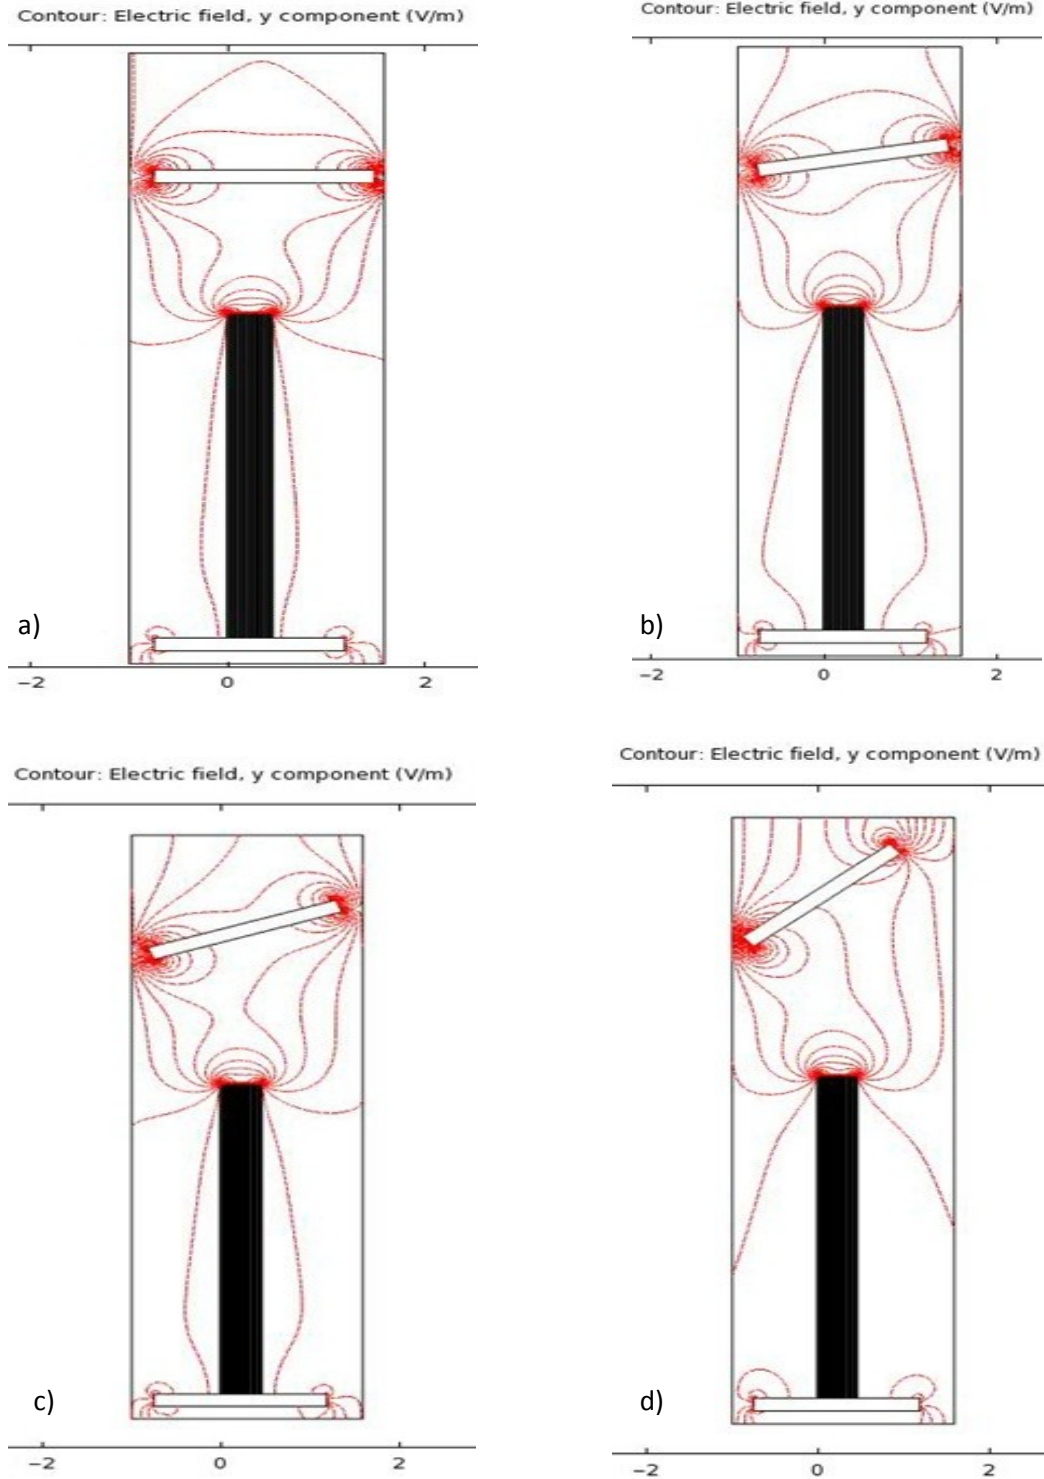 Contour: Electric field, y component (V/m)
Contour: Electric field, y component (V/m)
a)
b)
−2 0 2
−2 0 2
Contour: Electric field, y component (V/m)
Contour: Electric field, y component (V/m)
c)
d)
−2 0 2
−2 0 2